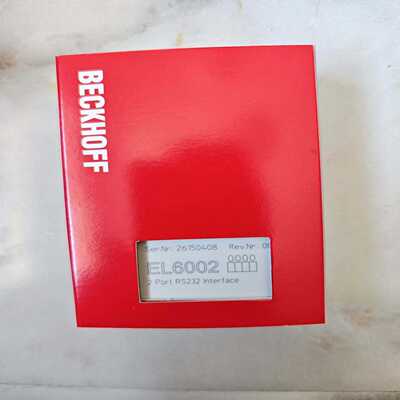 BECKHOFF
Ser.Nr: 26150408 Rev.Nr: 0
EL6002
2 Port RS232 Interface